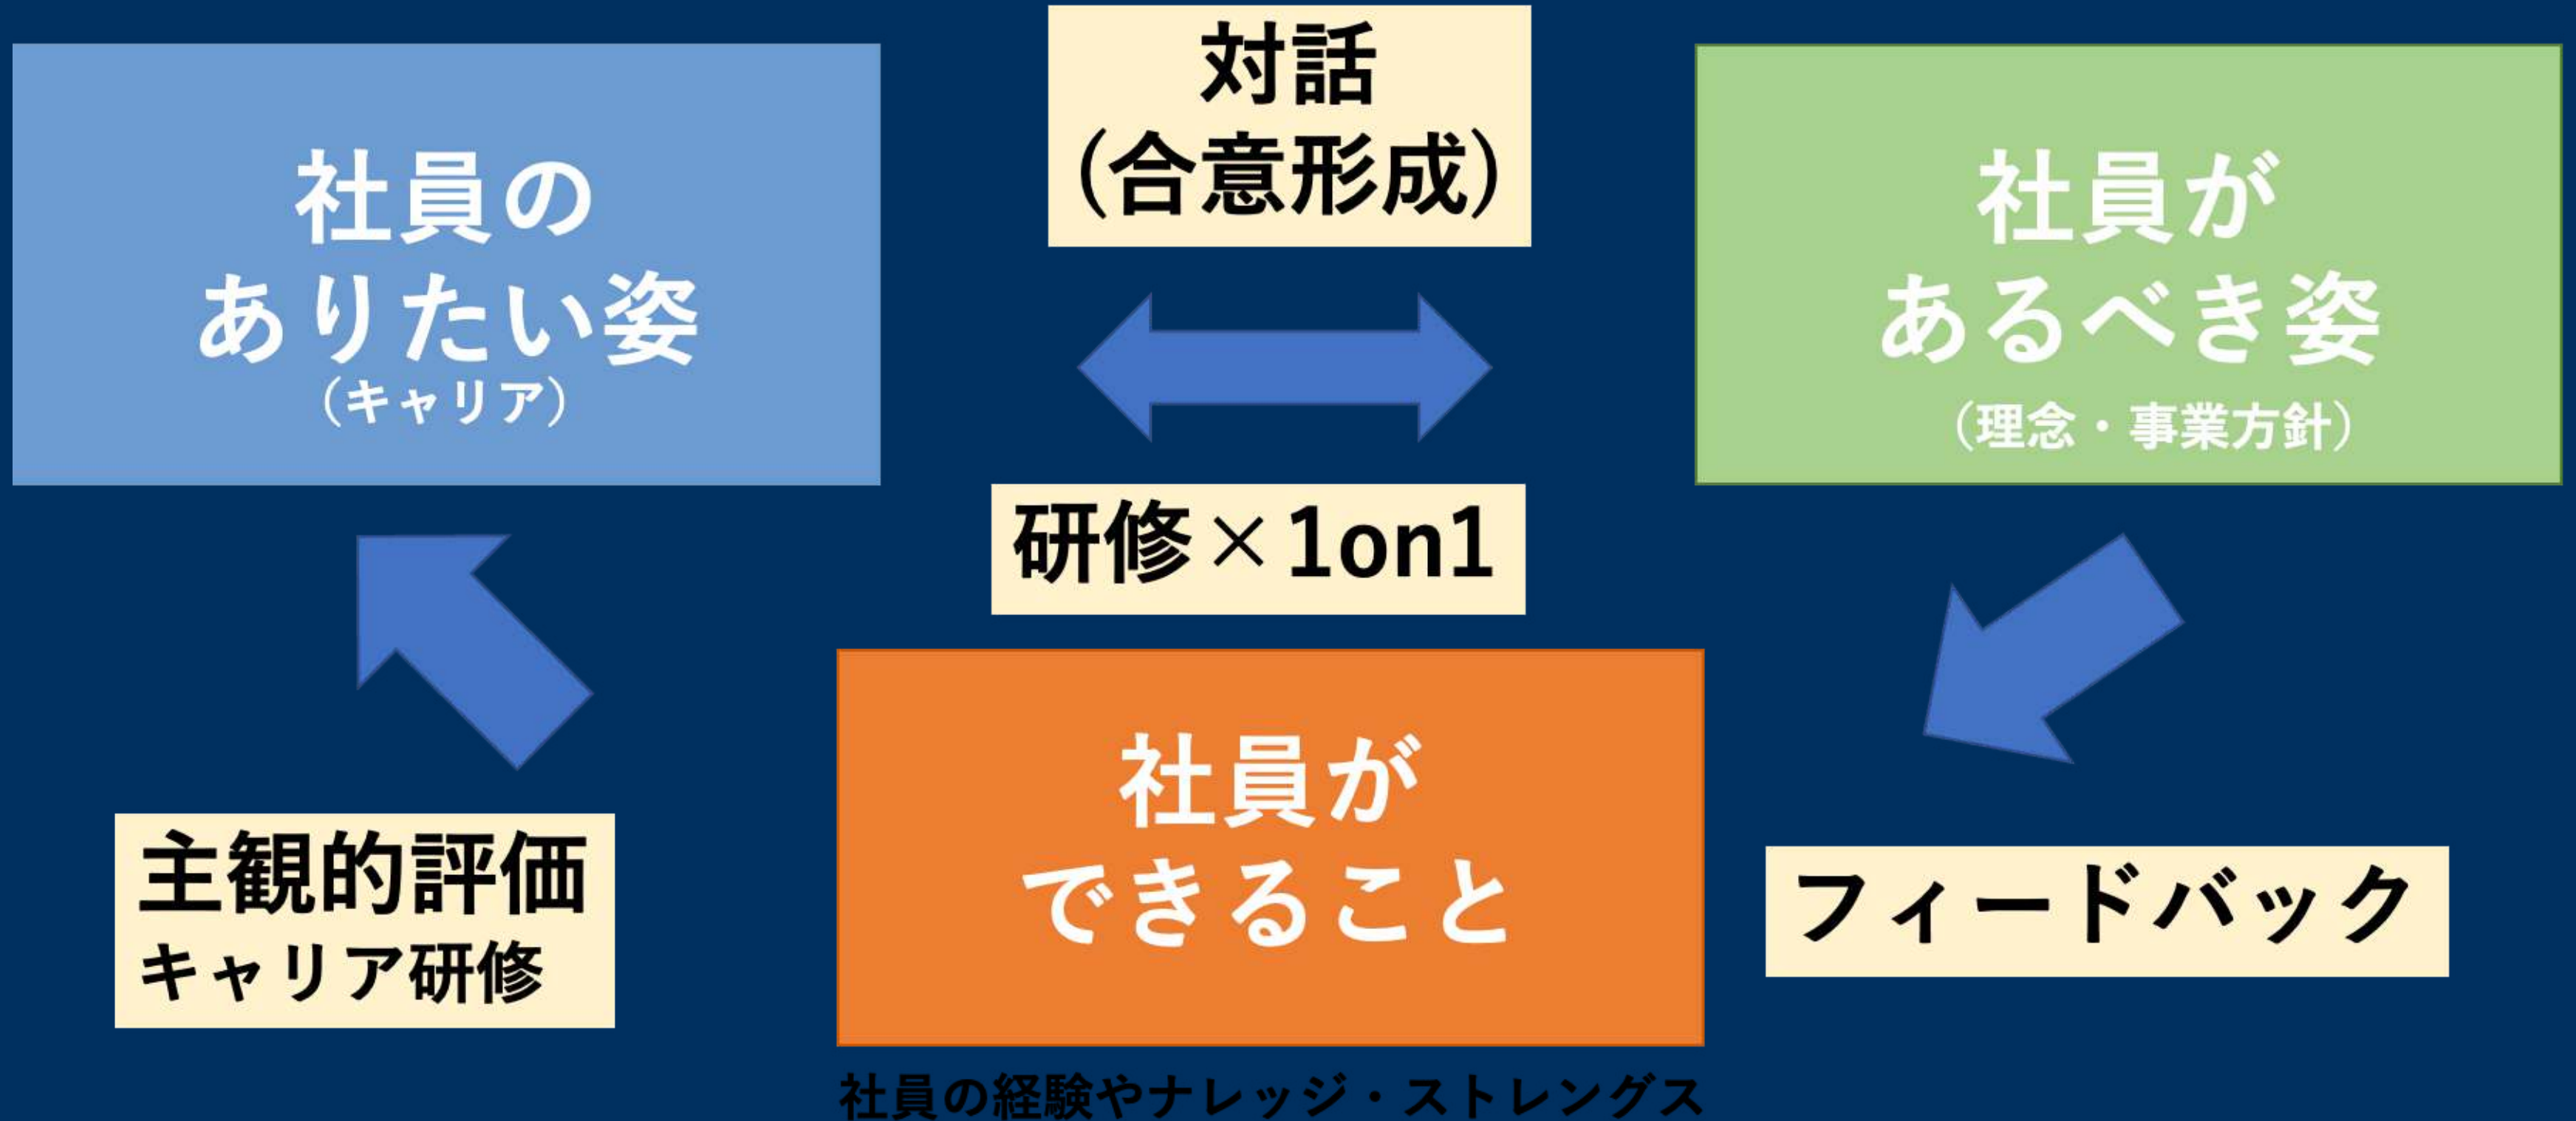 対話
（合意形成）
社員の
ありたい姿
（キャリア）
社員が
あるべき姿
（理念・事業方針）
研修×1on1
社員が
できること
主観的評価
キャリア研修
フィードバック
社員の経験やナレッジ・ストレングス